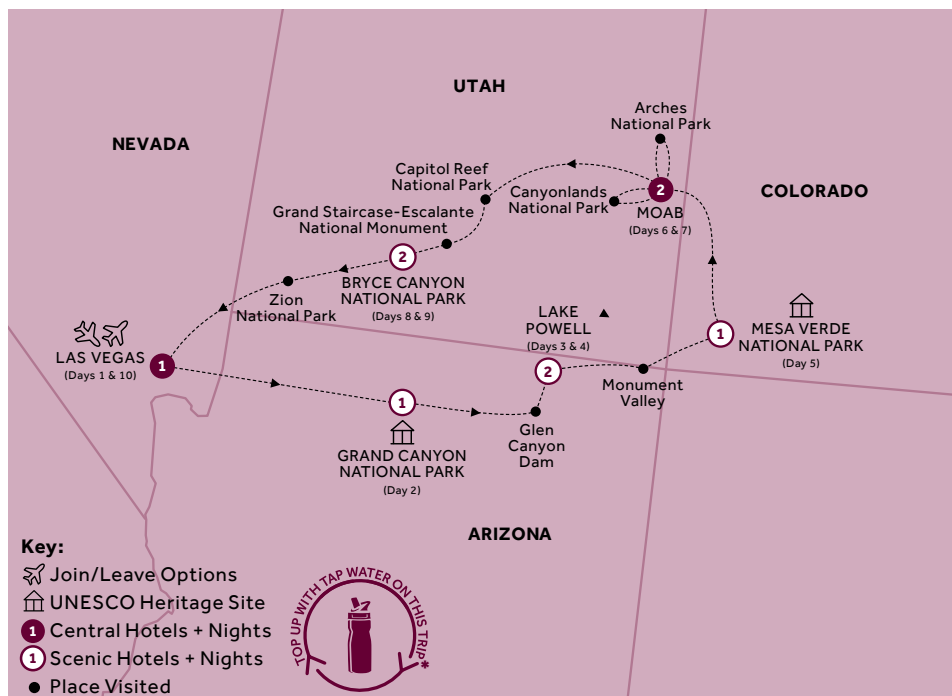 UTAH
NEVADA
COLORADO
ARIZONA
Arches
National Park
Capitol Reef
National Park
Canyonlands
National Park
2
MOAB
(Days 6 & 7)
Grand Staircase-Escalante
National Monument
2
BRYCE CANYON
NATIONAL PARK
(Days 8 & 9)
Zion
National Park
LAS VEGAS
(Days 1 & 10)
1
LAKE
POWELL
(Days 3 & 4)
2
1
MESA VERDE
NATIONAL PARK
(Day 5)
Monument
Valley
1
GRAND CANYON
NATIONAL PARK
(Day 2)
Glen
Canyon
Dam
Key:
Join/Leave Options
UNESCO Heritage Site
1 Central Hotels + Nights
1 Scenic Hotels + Nights
Place Visited
TOP UP WITH TAP WATER ON THIS TRIP*